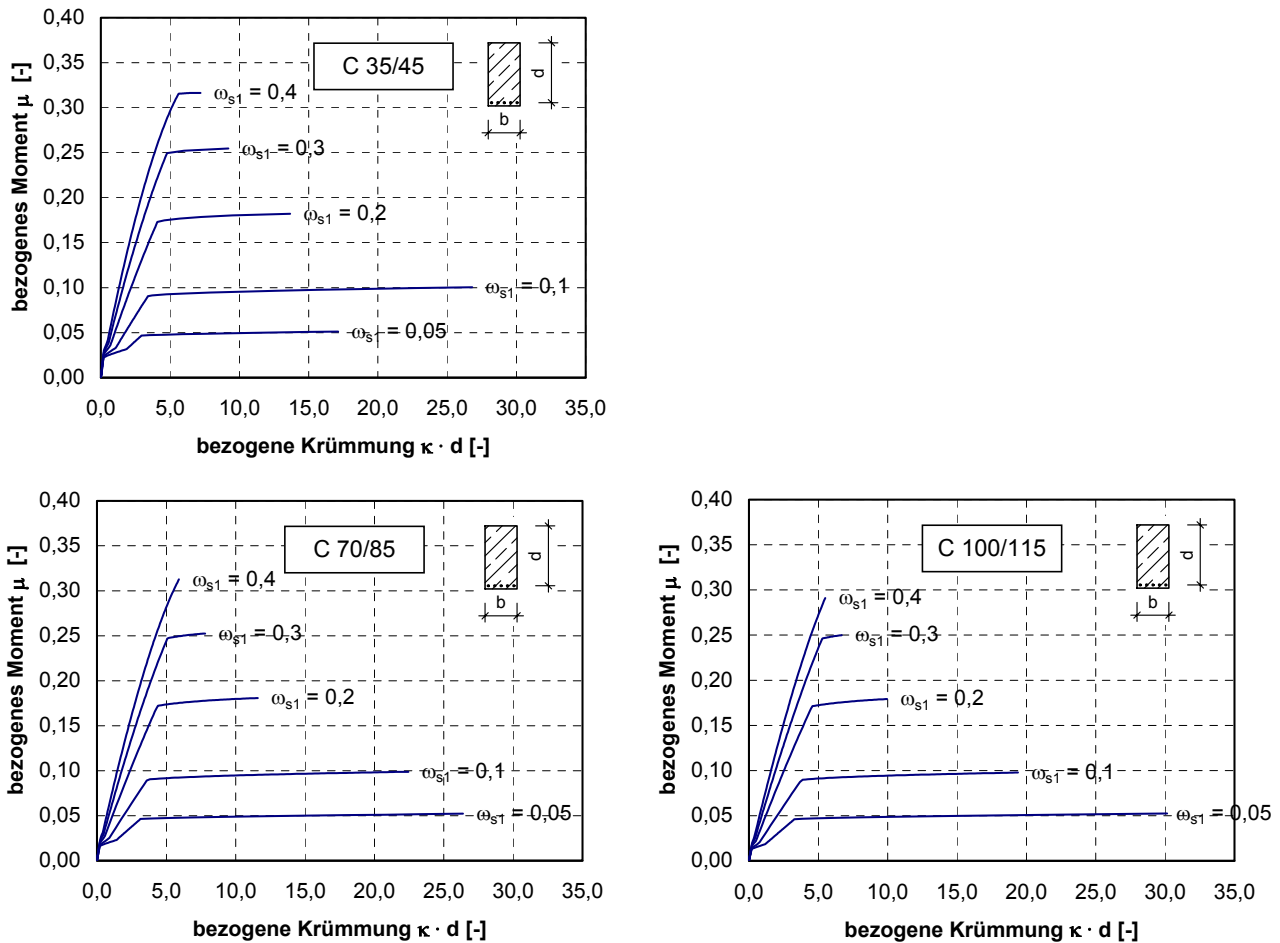 0,40
0,35
0,30
0,25
0,20
0,15
0,10
0,05
0,00
bezogenes Moment μ [-]
C 35/45
d
b
ωs1 = 0,4
ωs1 = 0,3
ωs1 = 0,2
ωs1 = 0,1
ωs1 = 0,05
0,0 5,0 10,0 15,0 20,0 25,0 30,0 35,0
bezogene Krümmung κ · d [-]
0,40
0,35
0,30
0,25
0,20
0,15
0,10
0,05
0,00
bezogenes Moment μ [-]
C 70/85
d
b
ωs1 = 0,4
ωs1 = 0,3
ωs1 = 0,2
ωs1 = 0,1
ωs1 = 0,05
0,0 5,0 10,0 15,0 20,0 25,0 30,0 35,0
bezogene Krümmung κ · d [-]
0,40
0,35
0,30
0,25
0,20
0,15
0,10
0,05
0,00
bezogenes Moment μ [-]
C 100/115
d
b
ωs1 = 0,4
ωs1 = 0,3
ωs1 = 0,2
ωs1 = 0,1
ωs1 = 0,05
0,0 5,0 10,0 15,0 20,0 25,0 30,0 35,0
bezogene Krümmung κ · d [-]